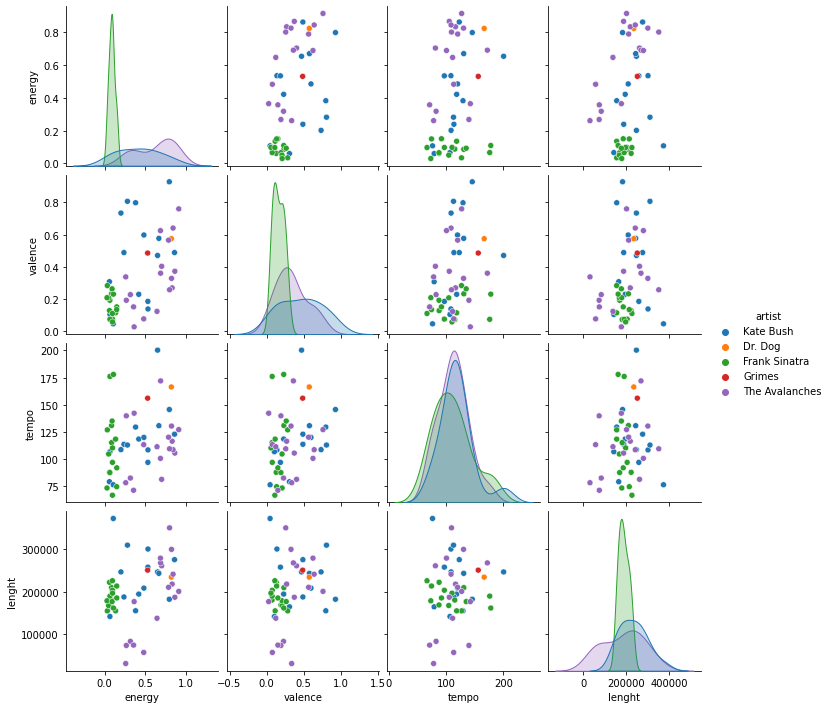 0.8
0.6
energy
0.4
0.2
0.0
0.8
0.6
valence
0.4
0.2
0.0
artist
Kate Bush
Dr. Dog
Frank Sinatra
Grimes
The Avalanches
200
175
150
tempo
125
100
75
300000
lenght
200000
100000
0.0 0.5 1.0
energy
−0.5 0.0 0.5 1.0 1.5
valence
0 100 200
tempo
0 200000 400000
lenght